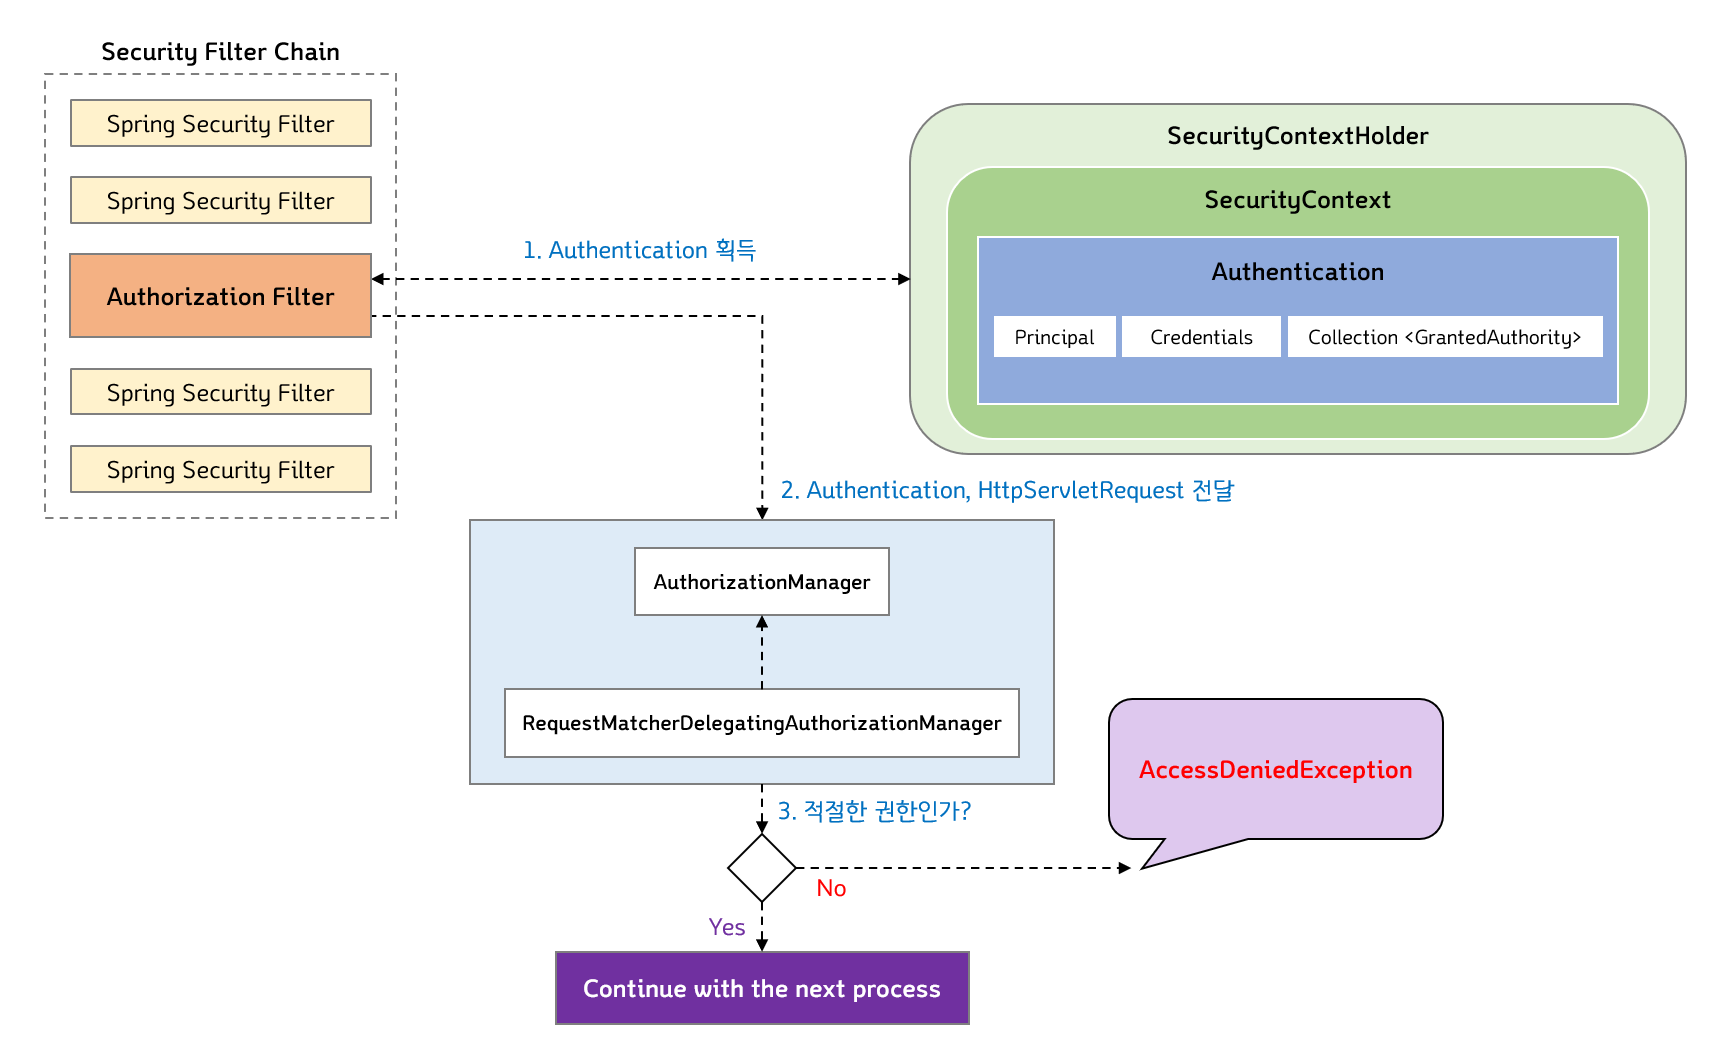 Security Filter Chain
Spring Security Filter
Spring Security Filter
Authorization Filter
Spring Security Filter
Spring Security Filter
1. Authentication 획득
SecurityContextHolder
SecurityContext
Authentication
Principal
Credentials
Collection <GrantedAuthority>
2. Authentication, HttpServletRequest 전달
AuthorizationManager
RequestMatcherDelegatingAuthorizationManager
3. 적절한 권한인가?
AccessDeniedException
No
Yes
Continue with the next process